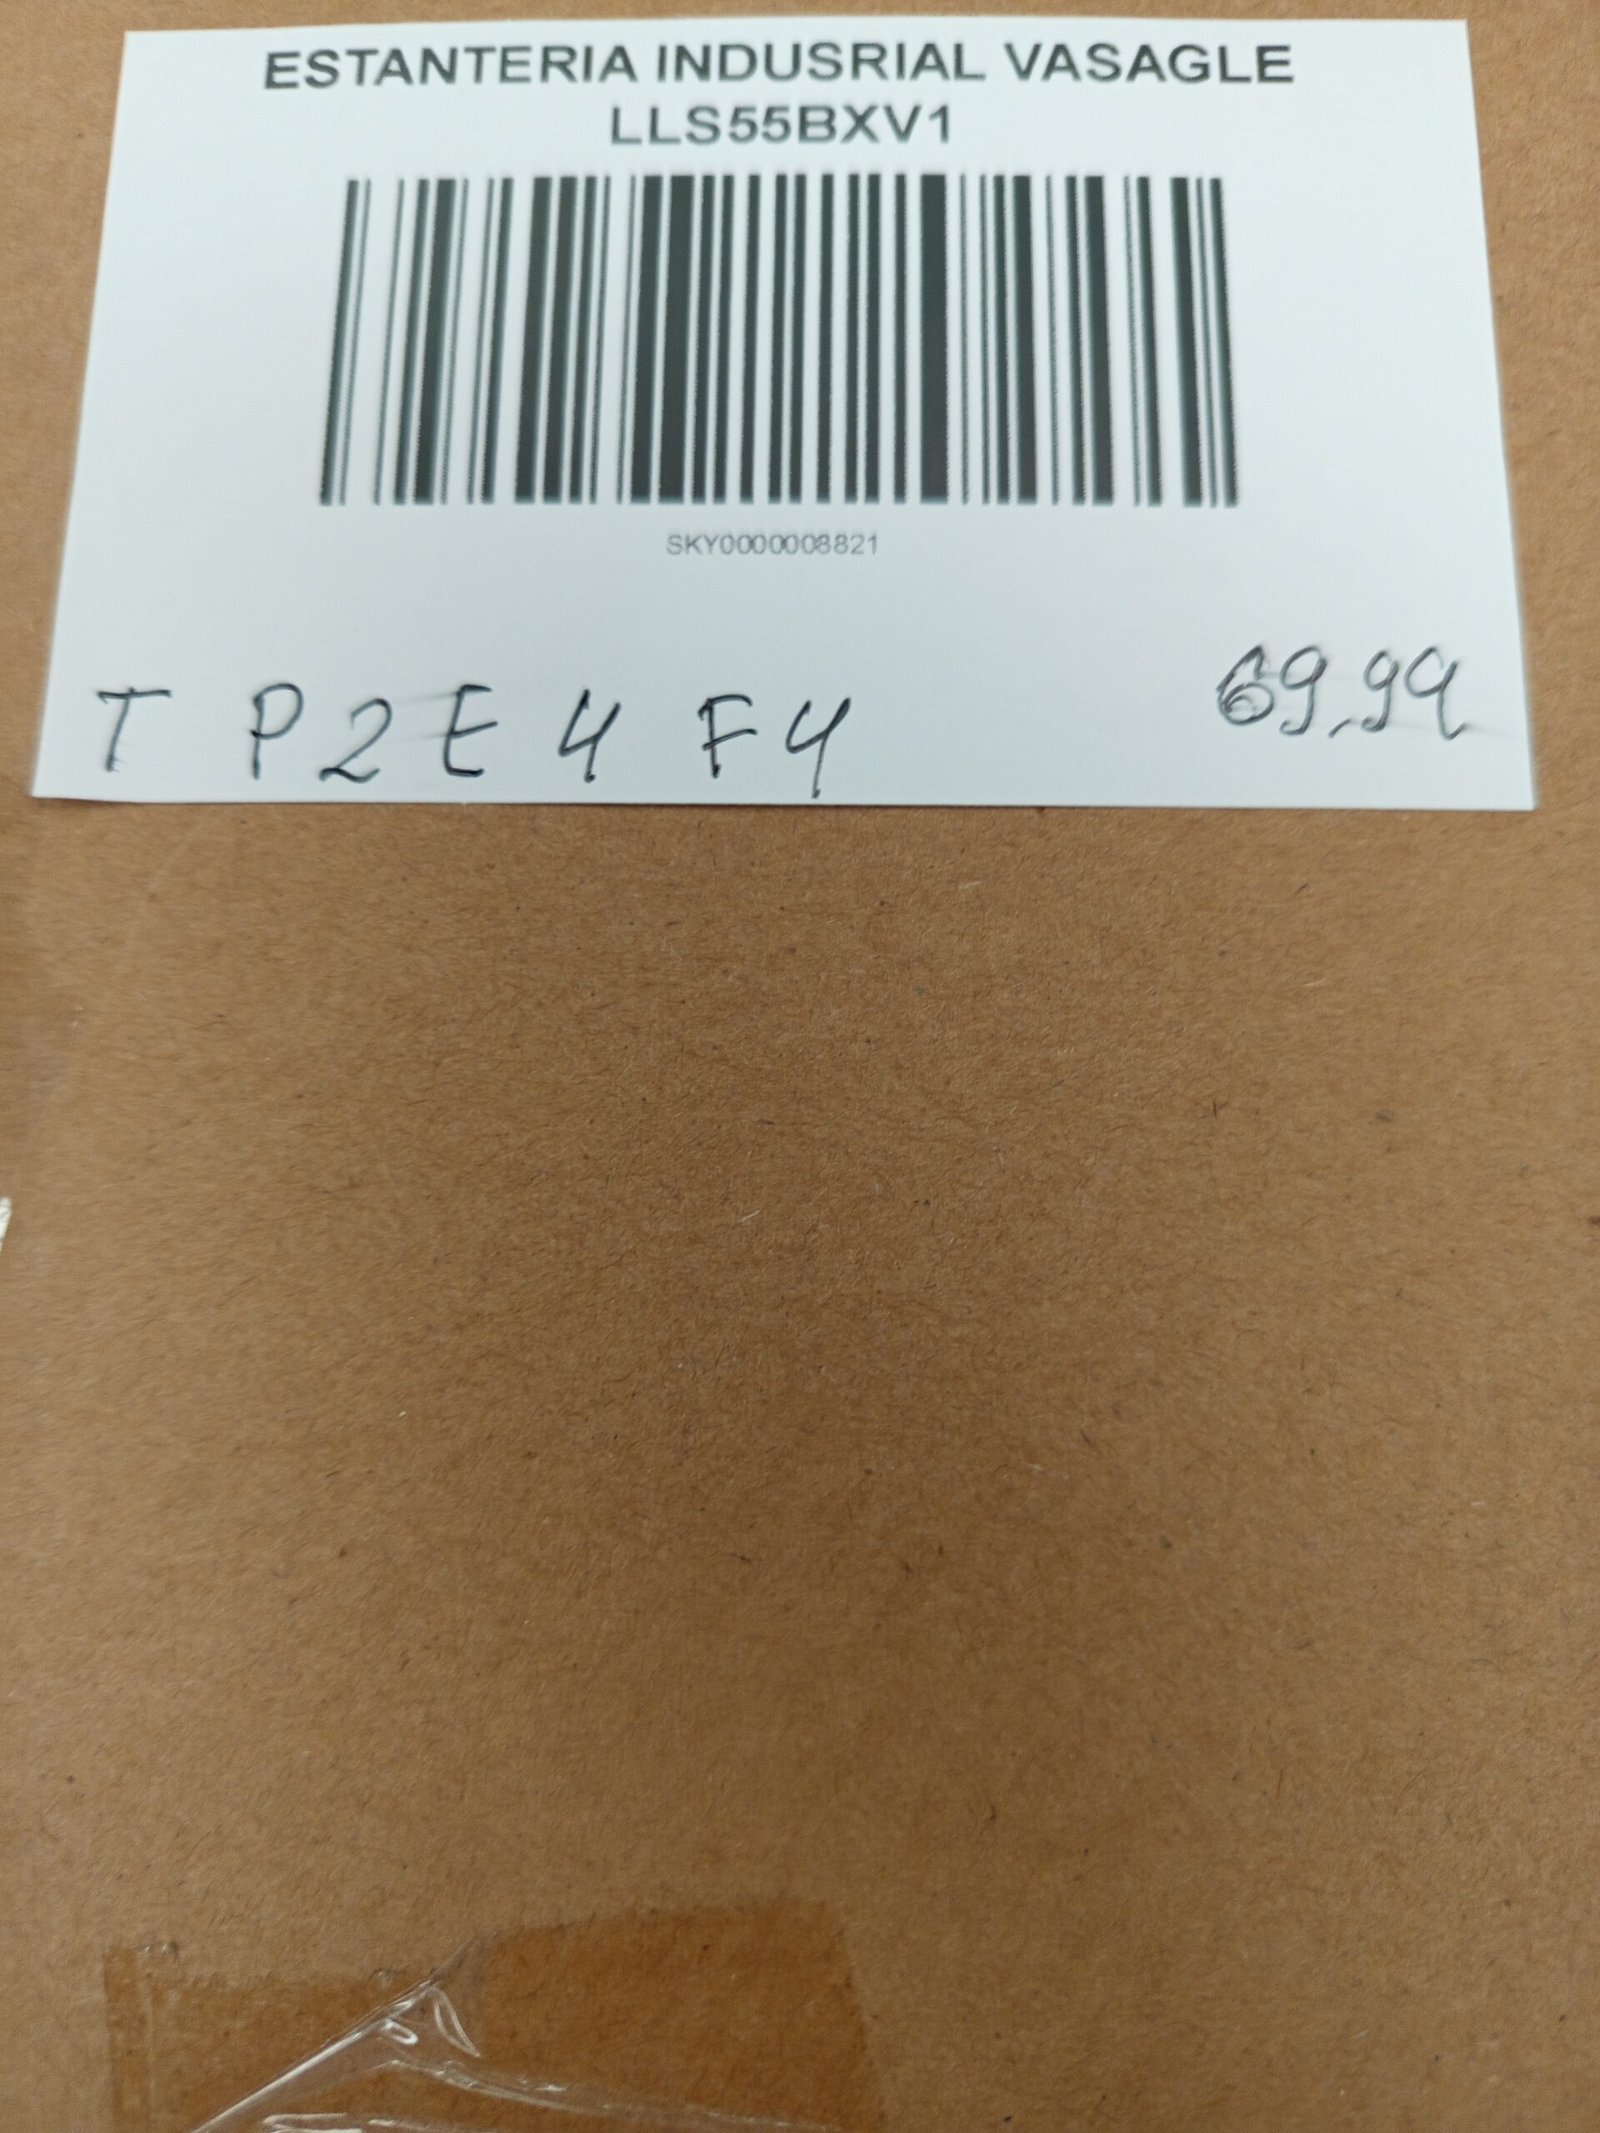 ESTANTERIA INDUSRIAL VASAGLE
LLS55BXV1
SKY0000008821
T P2E4 F4 69,99